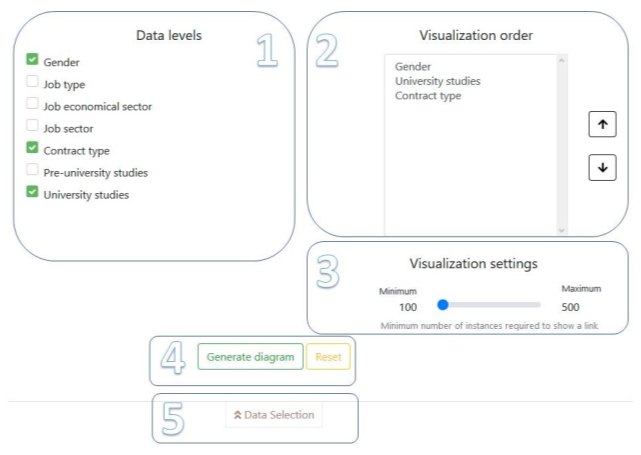 Data levels
1
Gender
Job type
Job economical sector
Job sector
Contract type
Pre-university studies
University studies
2
Visualization order
Gender
University studies
Contract type
3
Visualization settings
Minimum
Maximum
100
500
Minimum number of instances required to show a link
4
Generate diagram
Reset
5
Data Selection